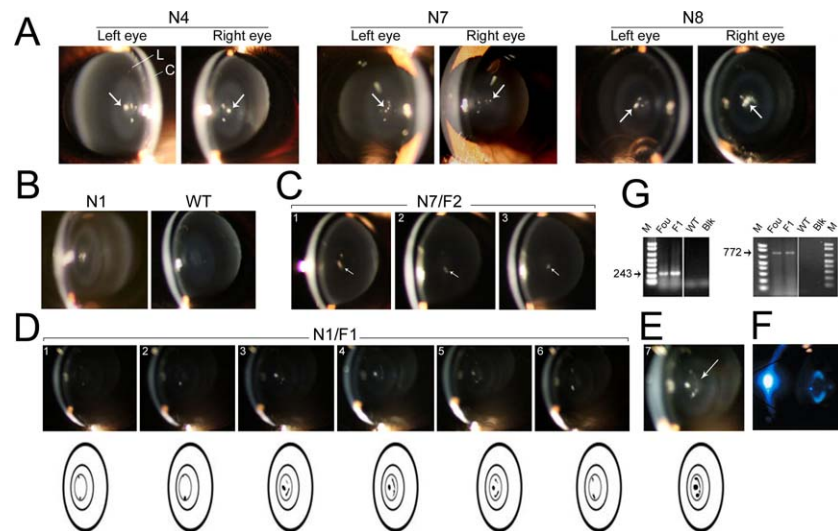 A
N4
N7
N8
Left eye
Right eye
Left eye
Right eye
Left eye
Right eye
L
C
B
N1
WT
C
N7/F2
1
2
3
G
M
Fou
F1
WT
Blk
M
Fou
F1
WT
Blk
M
243
772
D
N1/F1
1
2
3
4
5
6
E
7
F